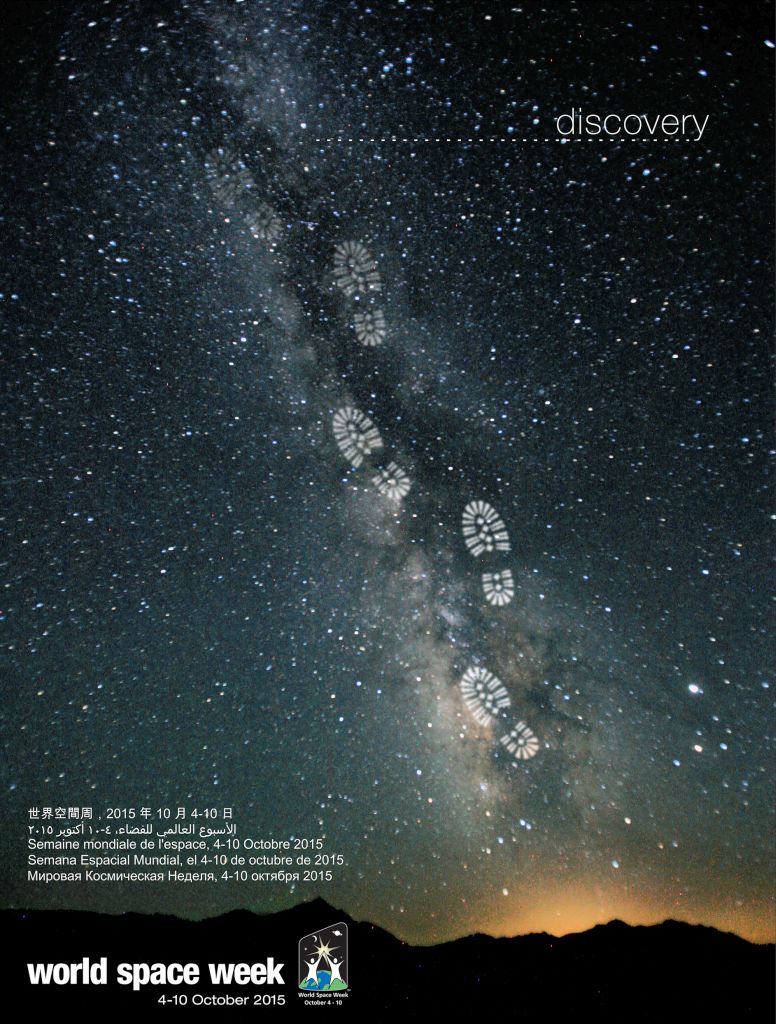 discovery
世界空間周，2015 年 10 月 4-10 日
الأسبوع العالمي للفضاء، ٤-١٠ أكتوبر ٢٠١٥
Semaine mondiale de l'espace, 4-10 Octobre 2015
Semana Espacial Mundial, el 4-10 de octubre de 2015
Мировая Космическая Неделя, 4-10 октября 2015
world space week
4-10 October 2015
World Space Week
October 4 - 10